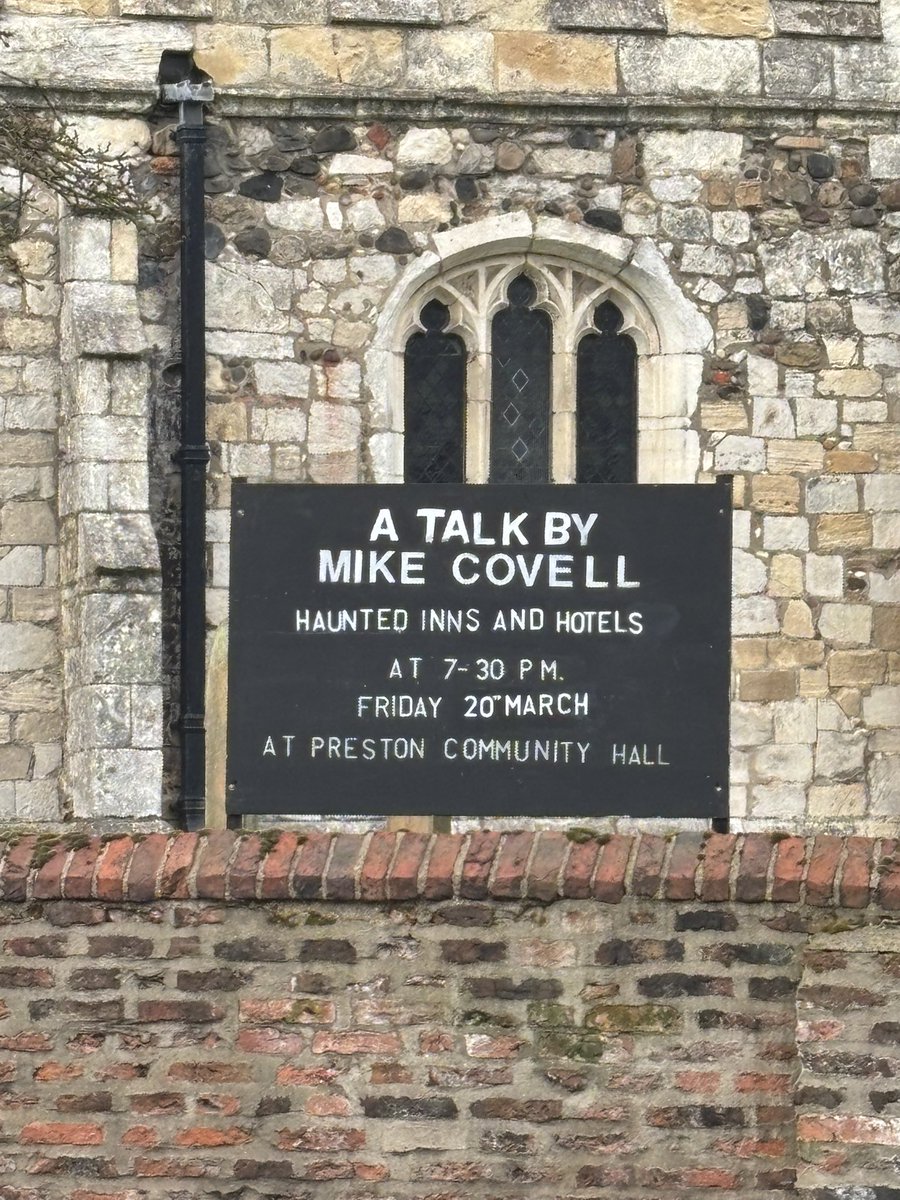 A TALK BY
MIKE COVELL
HAUNTED INNS AND HOTELS
AT 7-30 P.M.
FRIDAY 20TH MARCH
AT PRESTON COMMUNITY HALL